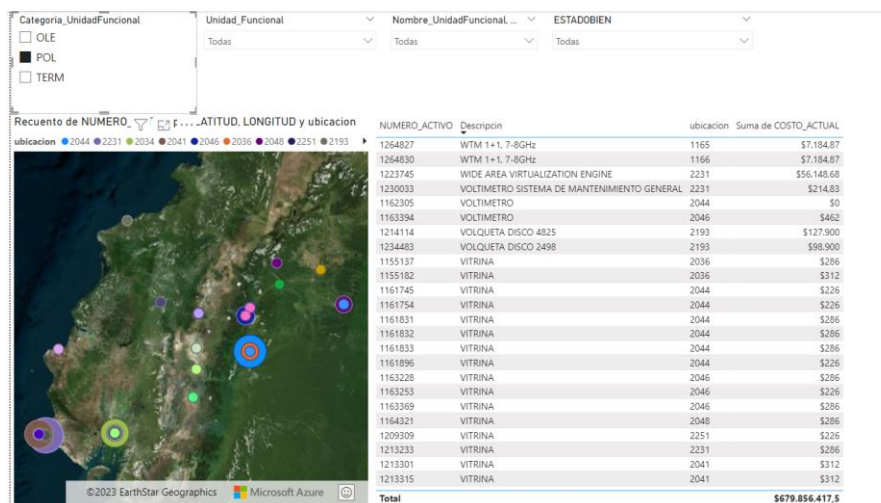 Categoria_UnidadFuncional
OLE
POL
TERM
Unidad_Funcional
Todas
Nombre_UnidadFuncional, ...
Todas
ESTADOBIEN
Todas
Recuento de NUMERO_ ATITUD, LONGITUD y ubicacion
ubicacion 2044 2231 2034 2041 2046 2036 2048 2251 2193
©2023 EarthStar Geographics Microsoft Azure
NUMERO_ACTIVO Descripcin ubicacion Suma de COSTO_ACTUAL
1264827 WTM 1+1, 7-8GHz 1165 $7.184,87
1264830 WTM 1+1, 7-8GHz 1166 $7.184,87
1223745 WIDE AREA VIRTUALIZATION ENGINE 2231 $56.148,68
1230033 VOLTIMETRO SISTEMA DE MANTENIMIENTO GENERAL 2231 $214,83
1162305 VOLTIMETRO 2044 $0
1163394 VOLTIMETRO 2046 $462
1214114 VOLQUETA DISCO 4825 2193 $127.900
1234483 VOLQUETA DISCO 2498 2193 $98.900
1155137 VITRINA 2036 $286
1155182 VITRINA 2036 $312
1161745 VITRINA 2044 $226
1161754 VITRINA 2044 $226
1161831 VITRINA 2044 $286
1161832 VITRINA 2044 $286
1161833 VITRINA 2044 $286
1161896 VITRINA 2044 $226
1163228 VITRINA 2046 $286
1163253 VITRINA 2046 $226
1163369 VITRINA 2046 $286
1164321 VITRINA 2048 $286
1209309 VITRINA 2251 $226
1213233 VITRINA 2231 $286
1213301 VITRINA 2041 $312
1213315 VITRINA 2041 $312
Total $679.856.417,5